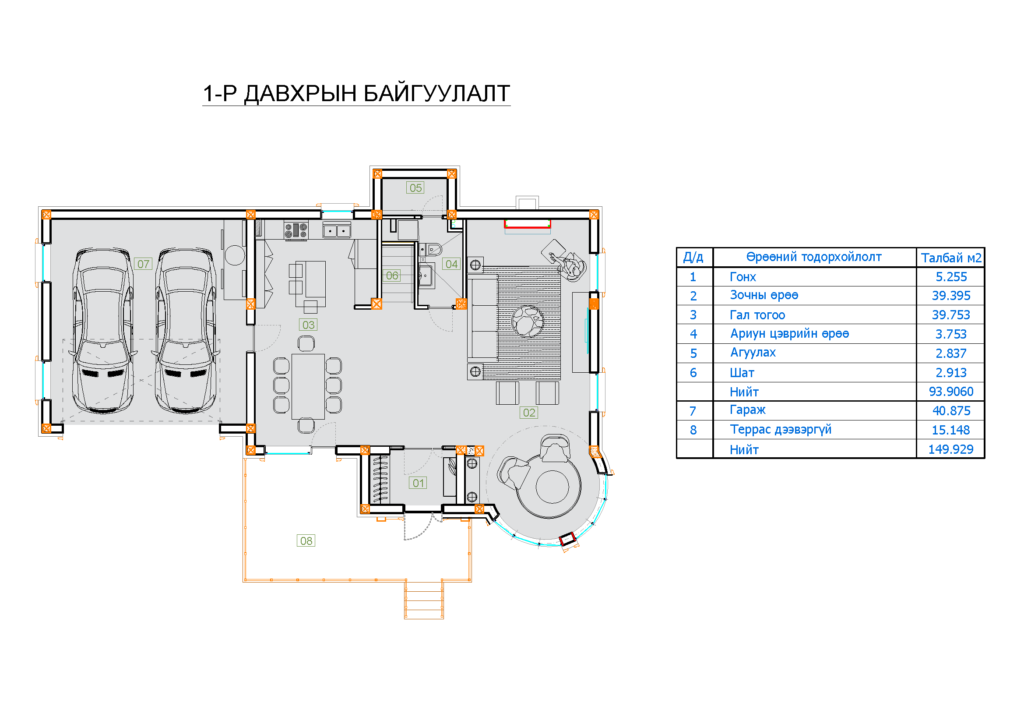 1-Р ДАВХРЫН БАЙГУУЛАЛТ
05
07
04
06
03
02
01
08
Д/д Өрөөний тодорхойлолт Талбай м2
1 Гонх 5.255
2 Зочны өрөө 39.395
3 Гал тогоо 39.753
4 Ариун цэврийн өрөө 3.753
5 Агуулах 2.837
6 Шат 2.913
Нийт 93.9060
7 Гараж 40.875
8 Террас дээвэргүй 15.148
Нийт 149.929